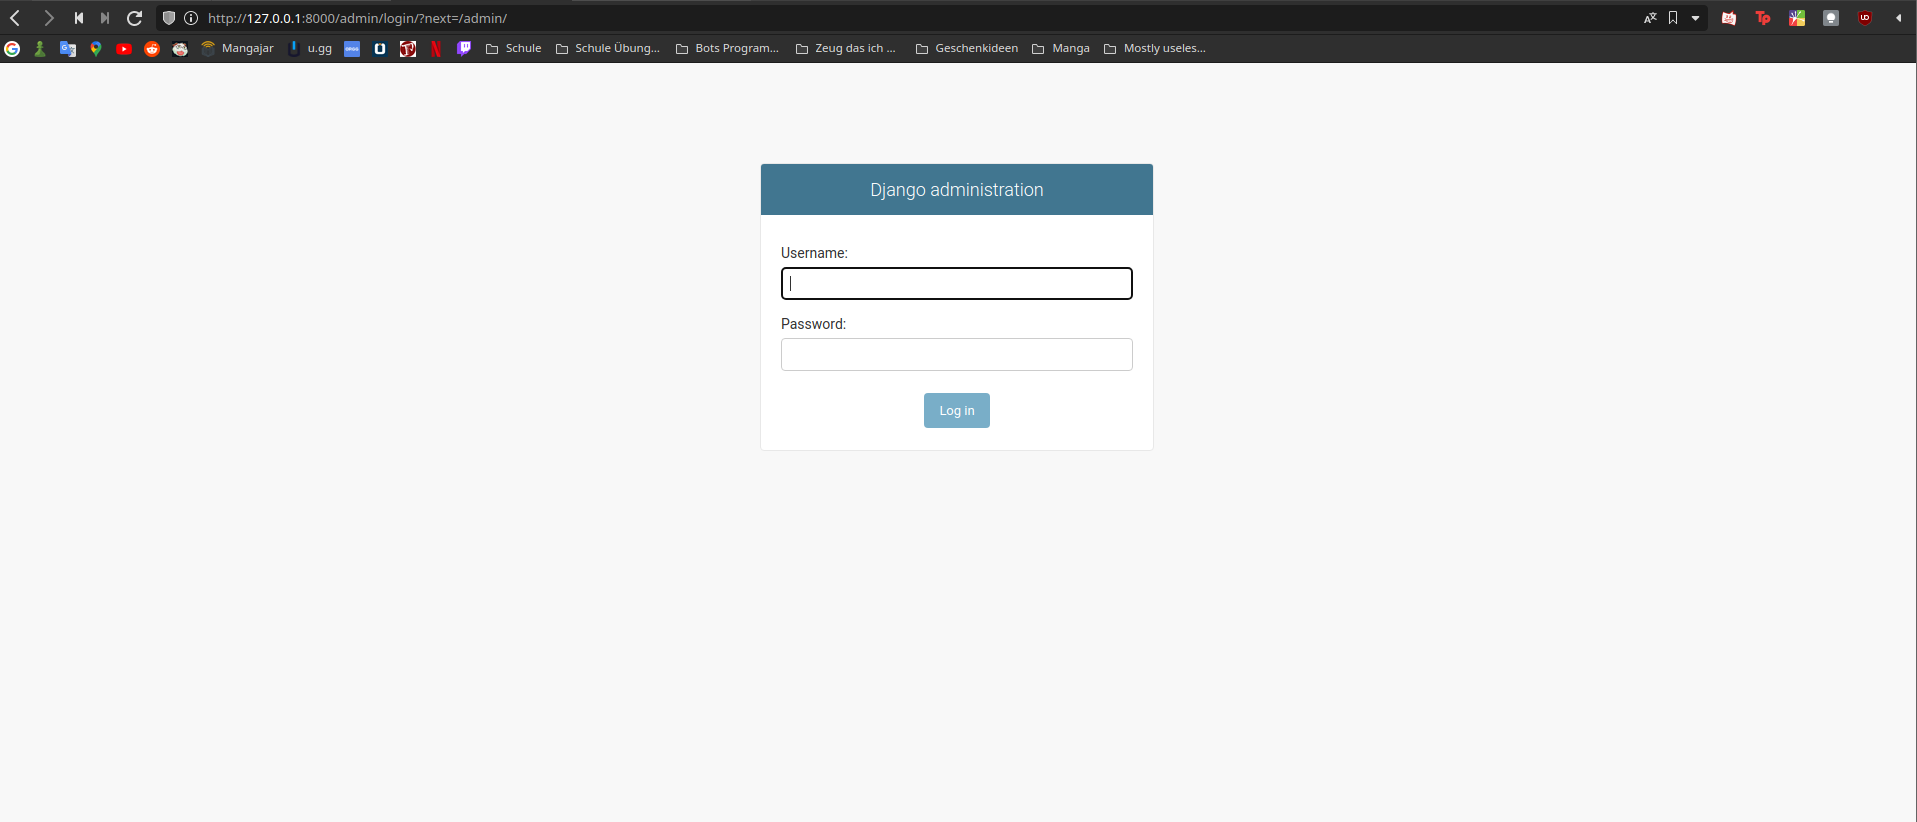 http://127.0.0.1:8000/admin/login/?next=/admin/
Mangajar u.gg Schule Schule Übung... Bots Program... Zeug das ich ... Geschenkideen Manga Mostly useles...
Django administration
Username:
Password:
Log in